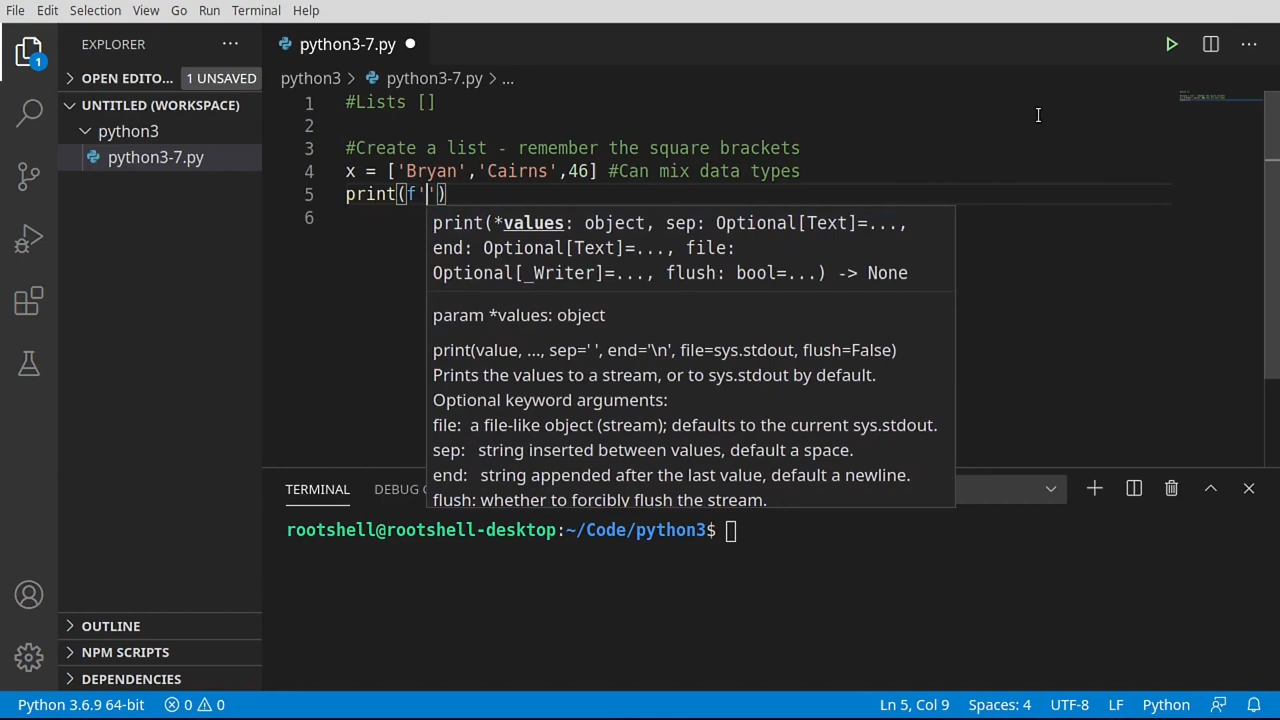 File Edit Selection View Go Run Terminal Help
EXPLORER
python3-7.py
OPEN EDITO... 1 UNSAVED
python3 > python3-7.py > ...
UNTITLED (WORKSPACE)
python3
python3-7.py
1 #Lists []
2
3 #Create a list - remember the square brackets
4 x = ['Bryan','Cairns',46] #Can mix data types
5 print(f'')
6
print(*values: object, sep: Optional[Text]=...,
end: Optional[Text]=..., file:
Optional[_Writer]=..., flush: bool=...) -> None
param *values: object
print(value, ..., sep=' ', end='\n', file=sys.stdout, flush=False)
Prints the values to a stream, or to sys.stdout by default.
Optional keyword arguments:
file: a file-like object (stream); defaults to the current sys.stdout.
sep: string inserted between values, default a space.
end: string appended after the last value, default a newline.
flush: whether to forcibly flush the stream.
TERMINAL DEBUG
rootshell@rootshell-desktop:~/Code/python3$
1
OUTLINE
NPM SCRIPTS
DEPENDENCIES
Python 3.6.9 64-bit 0 0 Ln 5, Col 9 Spaces: 4 UTF-8 LF Python